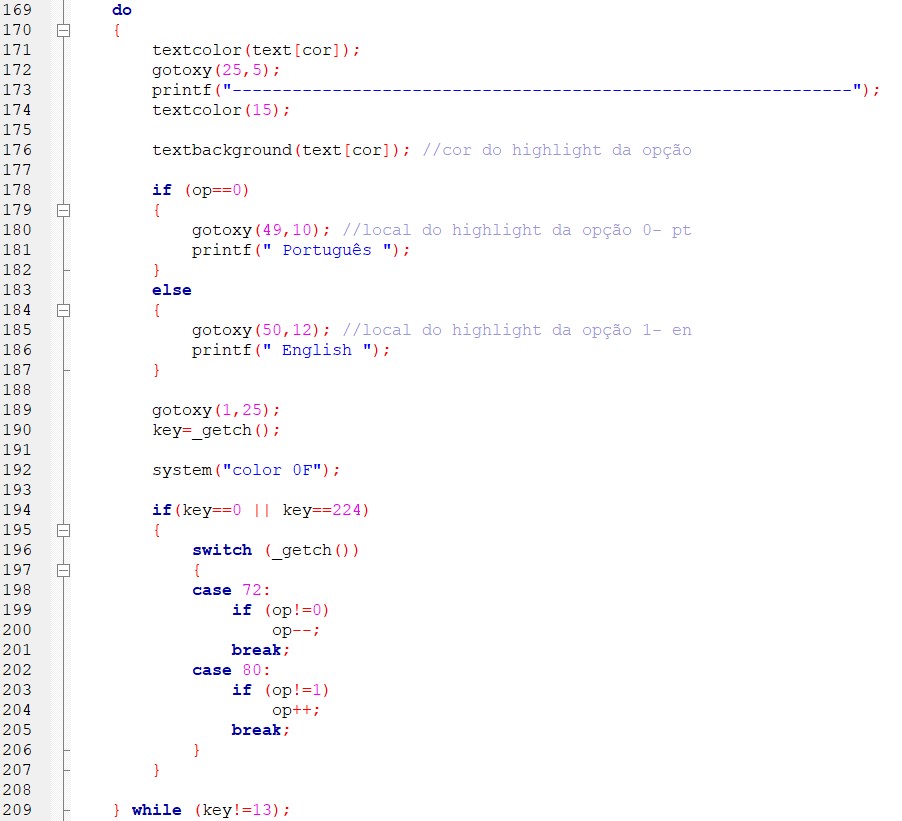 169 do
170 {
171 textcolor(text[cor]);
172 gotoxy(25,5);
173 printf("--------------------------------------------------------------");
174 textcolor(15);
175
176 textbackground(text[cor]); //cor do highlight da opção
177
178 if (op==0)
179 {
180 gotoxy(49,10); //local do highlight da opção 0- pt
181 printf(" Português ");
182 }
183 else
184 {
185 gotoxy(50,12); //local do highlight da opção 1- en
186 printf(" English ");
187 }
188
189 gotoxy(1,25);
190 key=_getch();
191
192 system("color 0F");
193
194 if(key==0 || key==224)
195 {
196 switch (_getch())
197 {
198 case 72:
199 if (op!=0)
200 op--;
201 break;
202 case 80:
203 if (op!=1)
204 op++;
205 break;
206 }
207 }
208
209 } while (key!=13);